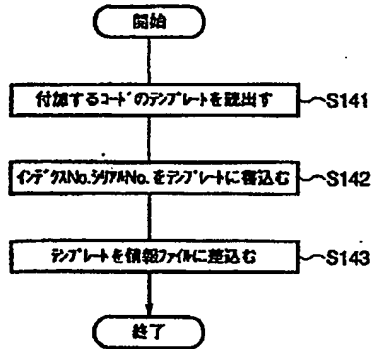 開始
付加するコードのテンプレートを読出す
S141
インデクスNo.シリアルNo.をテンプレートに書込む
S142
テンプレートを情報ファイルに差込む
S143
終了